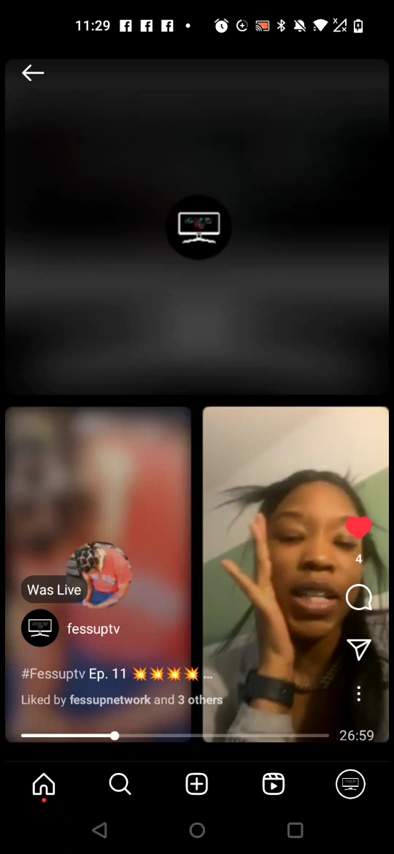 11:29
4
Was Live
fessuptv
#Fessuptv Ep. 11 💥💥💥💥 ...
Liked by fessupnetwork and 3 others
26:59